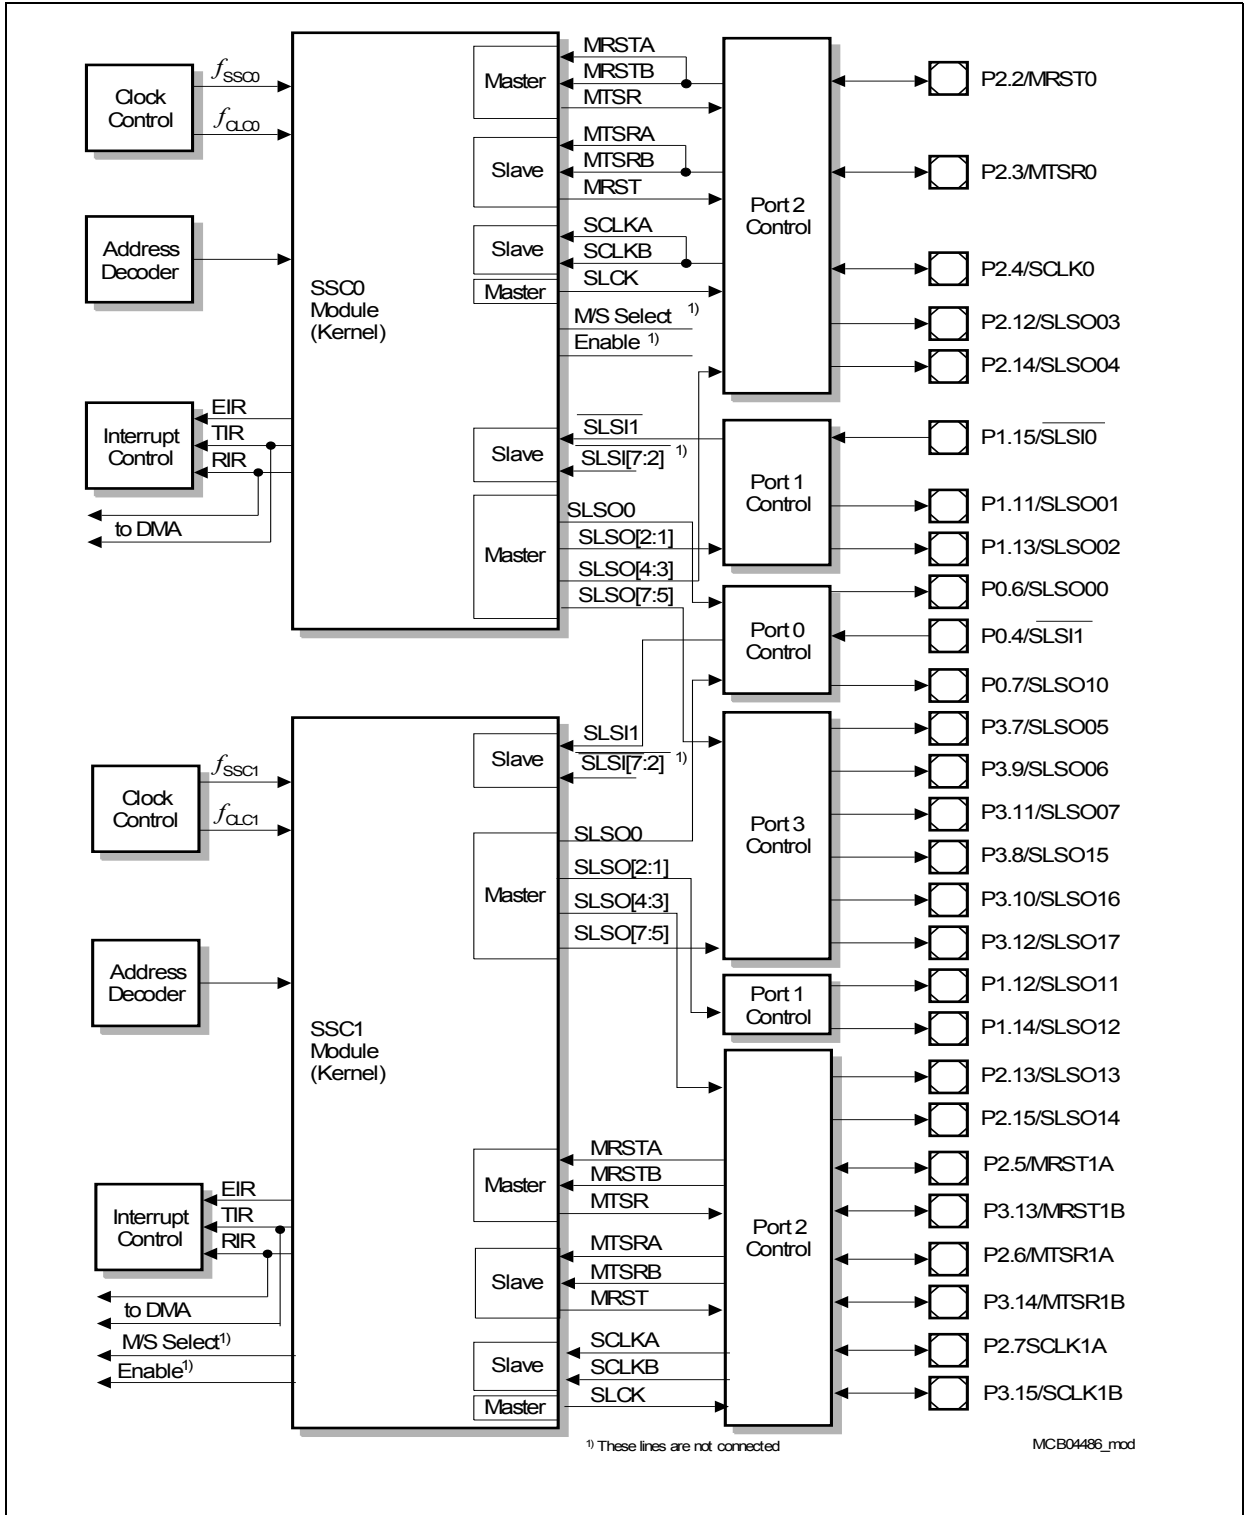 fSSC0
Clock
Control
fCLC0
Address
Decoder
SSC0
Module
(Kernel)
Interrupt
Control
EIR
TIR
RIR
to DMA
Master
MRSTA
MRSTB
MTSR
Slave
MTSRA
MTSRB
MRST
Slave
SCLKA
SCLKB
Master
SLCK
M/S Select 1)
Enable 1)
Slave
SLSI1
SLSI[7:2] 1)
Master
SLSO0
SLSO[2:1]
SLSO[4:3]
SLSO[7:5]
Port 2
Control
Port 1
Control
Port 0
Control
P2.2/MRST0
P2.3/MTSR0
P2.4/SCLK0
P2.12/SLSO03
P2.14/SLSO04
P1.15/SLSI0
P1.11/SLSO01
P1.13/SLSO02
P0.6/SLSO00
P0.4/SLSI1
P0.7/SLSO10
P3.7/SLSO05
P3.9/SLSO06
P3.11/SLSO07
P3.8/SLSO15
P3.10/SLSO16
P3.12/SLSO17
P1.12/SLSO11
P1.14/SLSO12
P2.13/SLSO13
P2.15/SLSO14
P2.5/MRST1A
P3.13/MRST1B
P2.6/MTSR1A
P3.14/MTSR1B
P2.7SCLK1A
P3.15/SCLK1B
fSSC1
Clock
Control
fCLC1
Address
Decoder
SSC1
Module
(Kernel)
Interrupt
Control
EIR
TIR
RIR
to DMA
M/S Select1)
Enable1)
Slave
SLSI1
SLSI[7:2] 1)
Master
SLSO0
SLSO[2:1]
SLSO[4:3]
SLSO[7:5]
Port 3
Control
Port 1
Control
Port 2
Control
Master
MRSTA
MRSTB
MTSR
Slave
MTSRA
MTSRB
MRST
Slave
SCLKA
SCLKB
Master
SLCK
1) These lines are not connected
MCB04486_mod